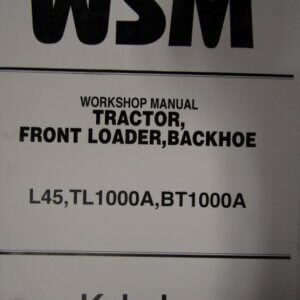 WSM
WORKSHOP MANUAL
TRACTOR,
FRONT LOADER,BACKHOE
L45,TL1000A,BT1000A